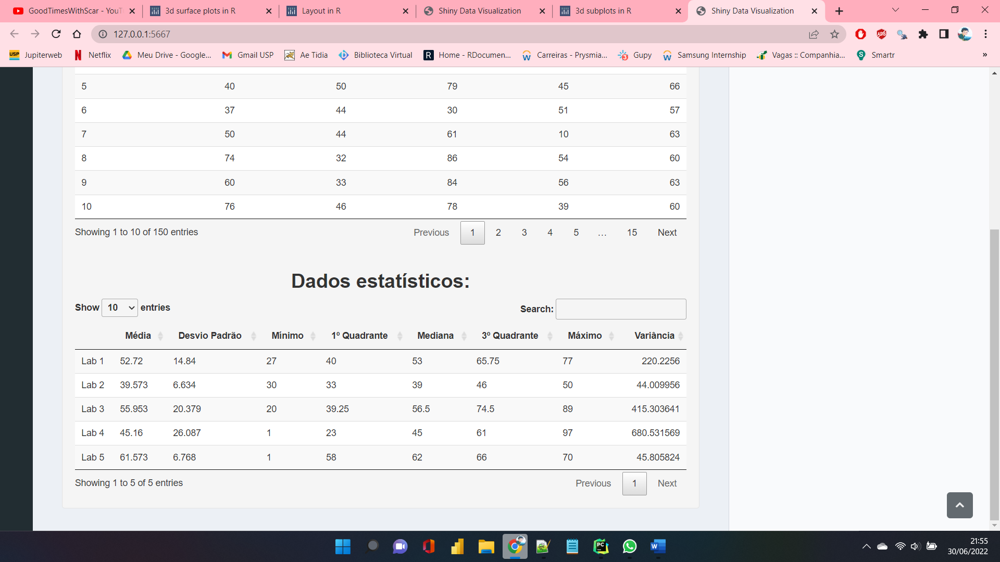 GoodTimesWithScar - YouT
3d surface plots in R
Layout in R
Shiny Data Visualization
3d subplots in R
Shiny Data Visualization
127.0.0.1:5667
USP Jupiterweb
Netflix
Meu Drive - Google...
Gmail USP
Ae Tidia
Biblioteca Virtual
R Home - RDocumen...
Carreiras - Prysmia...
Gupy
Samsung Internship
Vagas :: Companhia...
S Smartr
»
5 40 50 79 45 66
6 37 44 30 51 57
7 50 44 61 10 63
8 74 32 86 54 60
9 60 33 84 56 63
10 76 46 78 39 60
Showing 1 to 10 of 150 entries
Previous 1 2 3 4 5 … 15 Next
Dados estatísticos:
Show 10 entries
Search:
Média Desvio Padrão Mínimo 1º Quadrante Mediana 3º Quadrante Máximo Variância
Lab 1 52.72 14.84 27 40 53 65.75 77 220.2256
Lab 2 39.573 6.634 30 33 39 46 50 44.009956
Lab 3 55.953 20.379 20 39.25 56.5 74.5 89 415.303641
Lab 4 45.16 26.087 1 23 45 61 97 680.531569
Lab 5 61.573 6.768 1 58 62 66 70 45.805824
Showing 1 to 5 of 5 entries
Previous 1 Next
21:55
30/06/2022